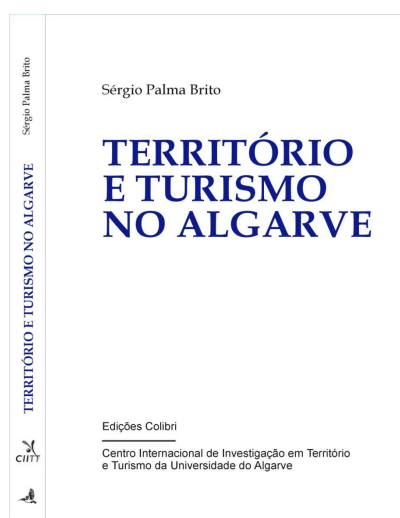 Sérgio Palma Brito
TERRITÓRIO E TURISMO NO ALGARVE
CIITT
Sérgio Palma Brito
TERRITÓRIO
E TURISMO
NO ALGARVE
Edições Colibri
Centro Internacional de Investigação em Território
e Turismo da Universidade do Algarve